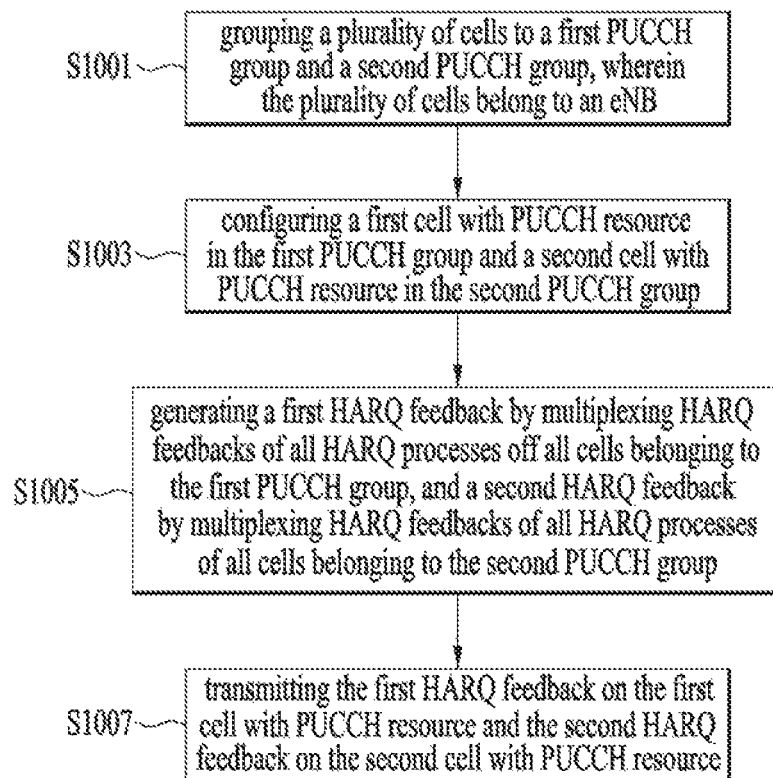 S1001
grouping a plurality of cells to a first PUCCH
group and a second PUCCH group, wherein
the plurality of cells belong to an eNB
S1003
configuring a first cell with PUCCH resource
in the first PUCCH group and a second cell with
PUCCH resource in the second PUCCH group
S1005
generating a first HARQ feedback by multiplexing HARQ
feedbacks of all HARQ processes off all cells belonging to
the first PUCCH group, and a second HARQ feedback
by multiplexing HARQ feedbacks of all HARQ processes
of all cells belonging to the second PUCCH group
S1007
transmitting the first HARQ feedback on the first
cell with PUCCH resource and the second HARQ
feedback on the second cell with PUCCH resource